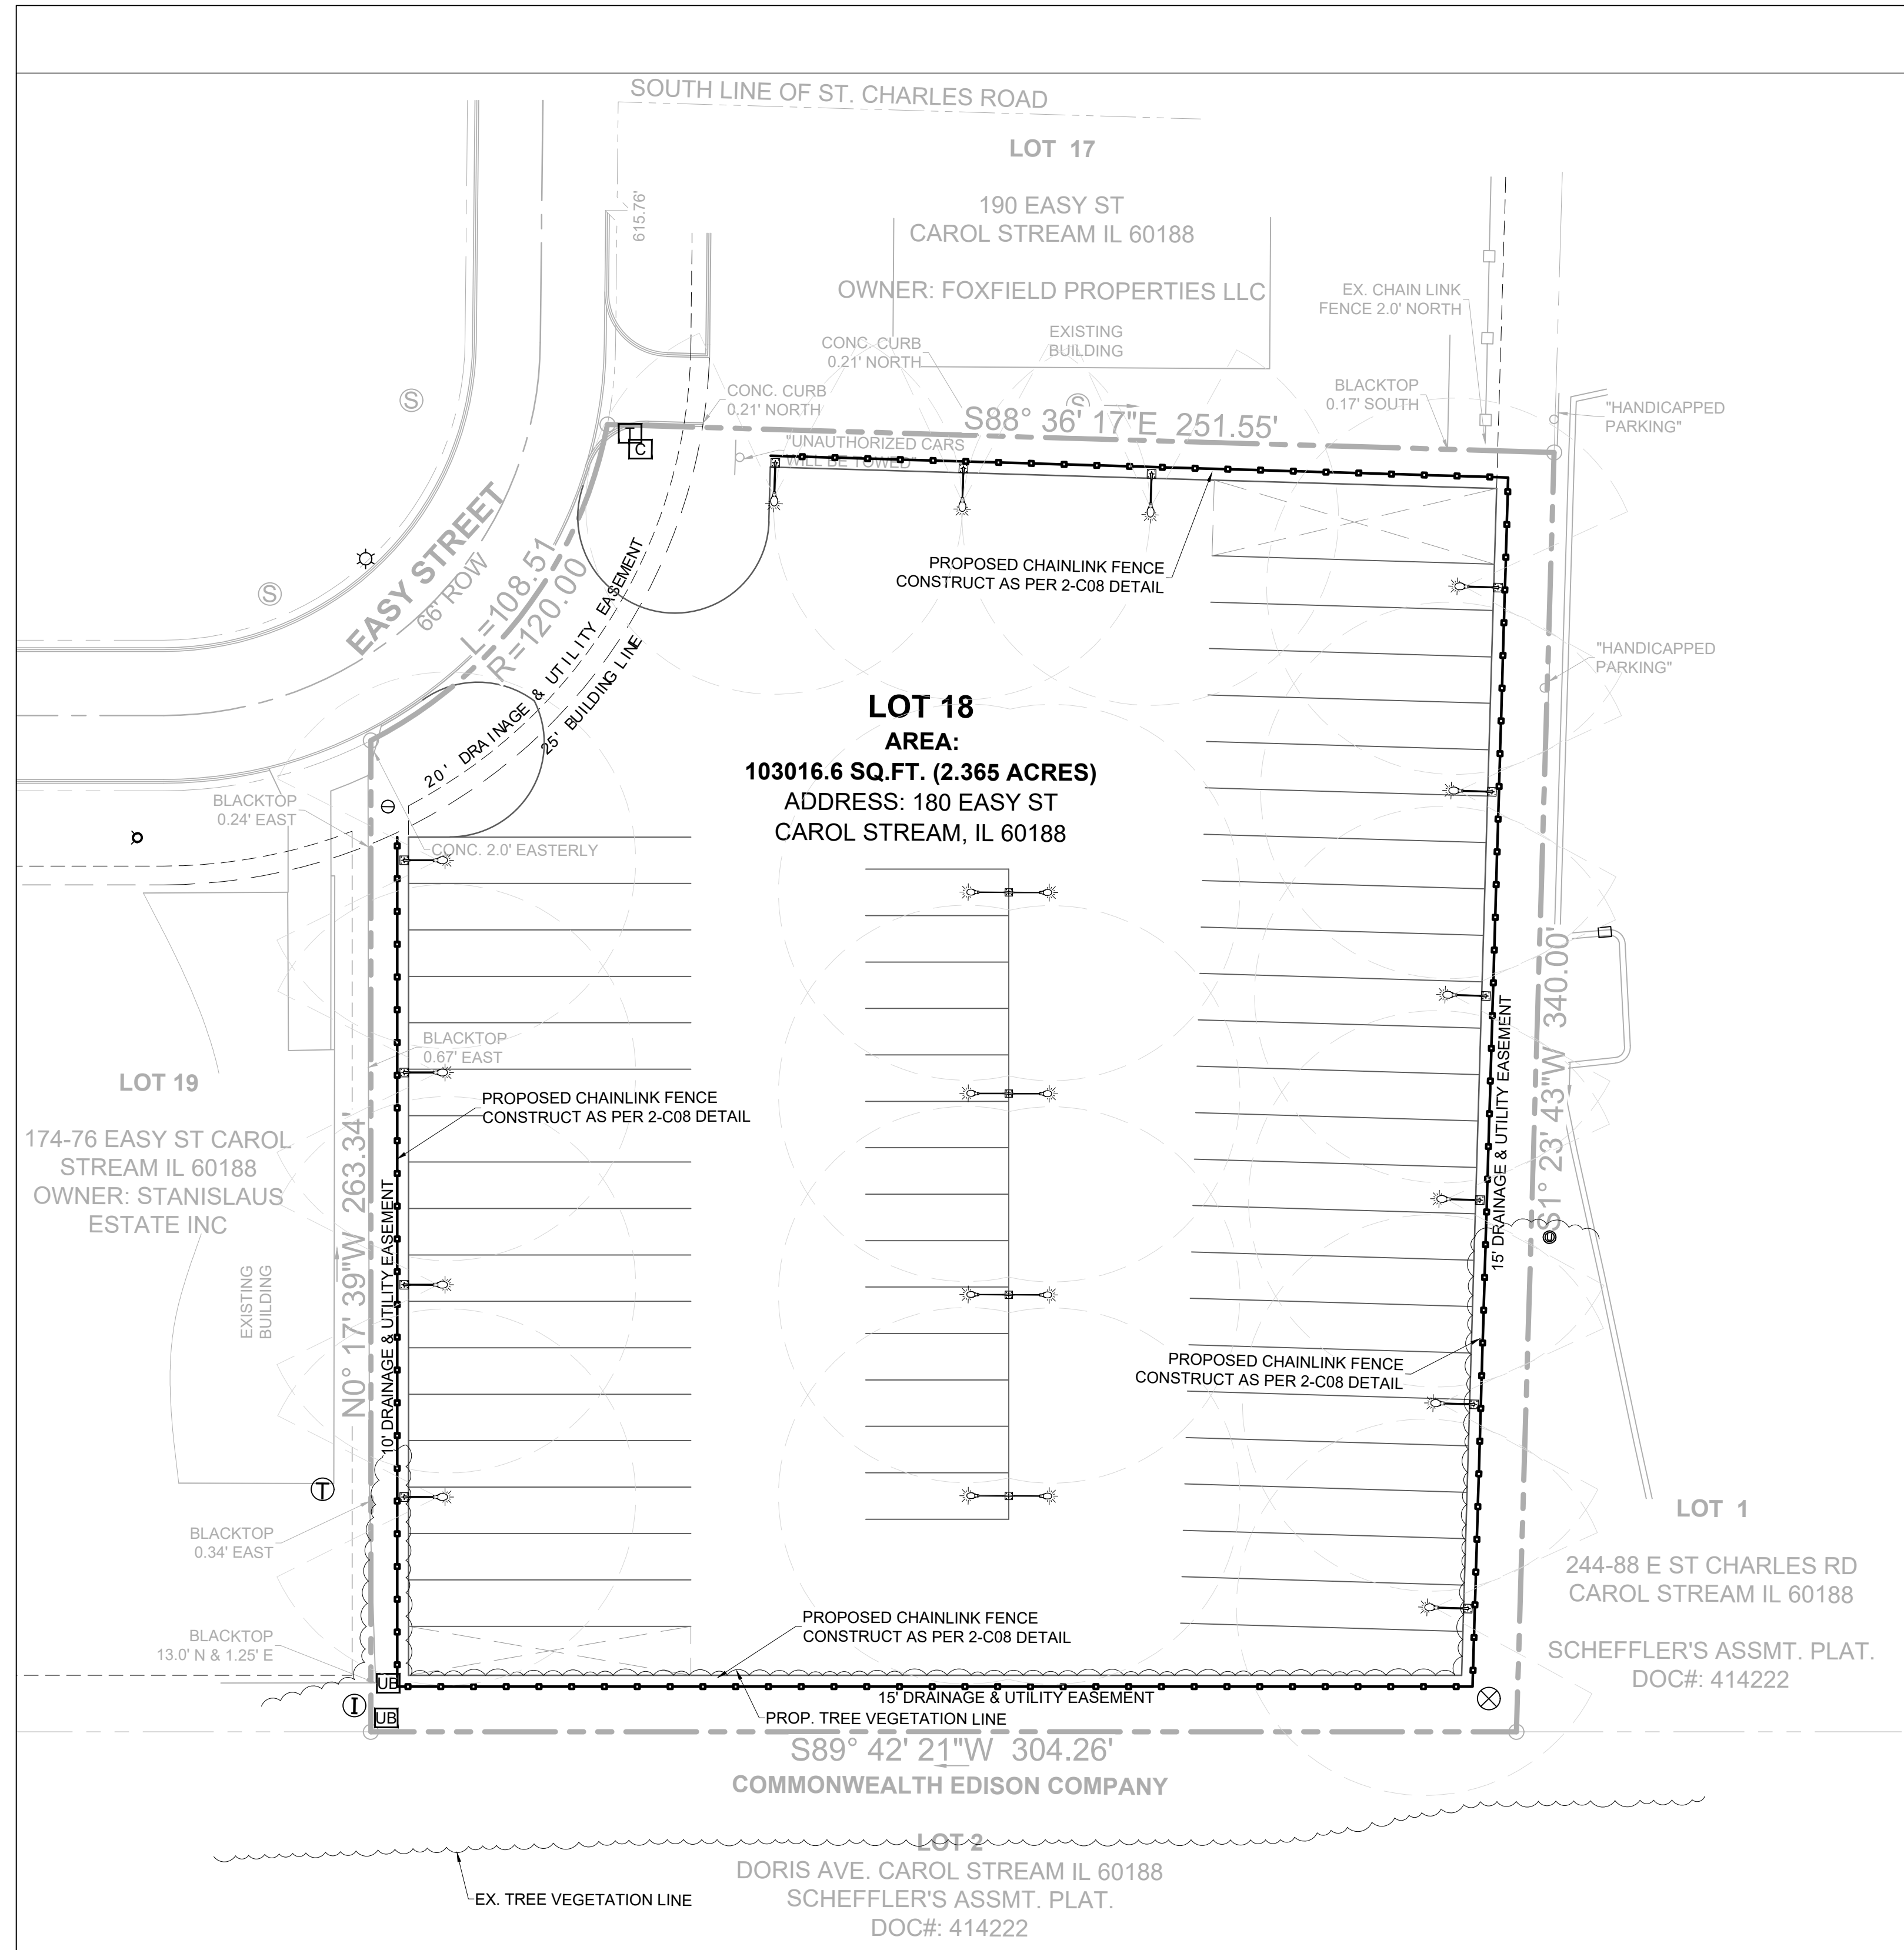 SOUTH LINE OF ST. CHARLES ROAD
LOT 17
190 EASY ST
CAROL STREAM IL 60188
OWNER: FOXFIELD PROPERTIES LLC
615.76'
EX. CHAIN LINK
FENCE 2.0' NORTH
EXISTING
BUILDING
CONC. CURB
0.21' NORTH
CONC. CURB
0.21' NORTH
BLACKTOP
0.17' SOUTH
"HANDICAPPED
PARKING"
S
S
S88° 36' 17"E 251.55'
T
C
"UNAUTHORIZED CARS
WILL BE TOWED"
EASY STREET
66' ROW
L=108.51
R=120.00
20' DRAINAGE & UTILITY EASEMENT
25' BUILDING LINE
PROPOSED CHAINLINK FENCE
CONSTRUCT AS PER 2-C08 DETAIL
S
"HANDICAPPED
PARKING"
LOT 18
AREA:
103016.6 SQ.FT. (2.365 ACRES)
ADDRESS: 180 EASY ST
CAROL STREAM, IL 60188
BLACKTOP
0.24' EAST
CONC. 2.0' EASTERLY
BLACKTOP
0.67' EAST
LOT 19
174-76 EASY ST CAROL
STREAM IL 60188
OWNER: STANISLAUS
ESTATE INC
PROPOSED CHAINLINK FENCE
CONSTRUCT AS PER 2-C08 DETAIL
N0° 17' 39"W 263.34'
10' DRAINAGE & UTILITY EASEMENT
EXISTING
BUILDING
15' DRAINAGE & UTILITY EASEMENT
S1° 23' 43"W 340.00'
PROPOSED CHAINLINK FENCE
CONSTRUCT AS PER 2-C08 DETAIL
T
BLACKTOP
0.34' EAST
LOT 1
244-88 E ST CHARLES RD
CAROL STREAM IL 60188
SCHEFFLER'S ASSMT. PLAT.
DOC#: 414222
PROPOSED CHAINLINK FENCE
CONSTRUCT AS PER 2-C08 DETAIL
BLACKTOP
13.0' N & 1.25' E
UB
I
UB
15' DRAINAGE & UTILITY EASEMENT
PROP. TREE VEGETATION LINE
S89° 42' 21"W 304.26'
COMMONWEALTH EDISON COMPANY
LOT 2
DORIS AVE. CAROL STREAM IL 60188
SCHEFFLER'S ASSMT. PLAT.
DOC#: 414222
EX. TREE VEGETATION LINE